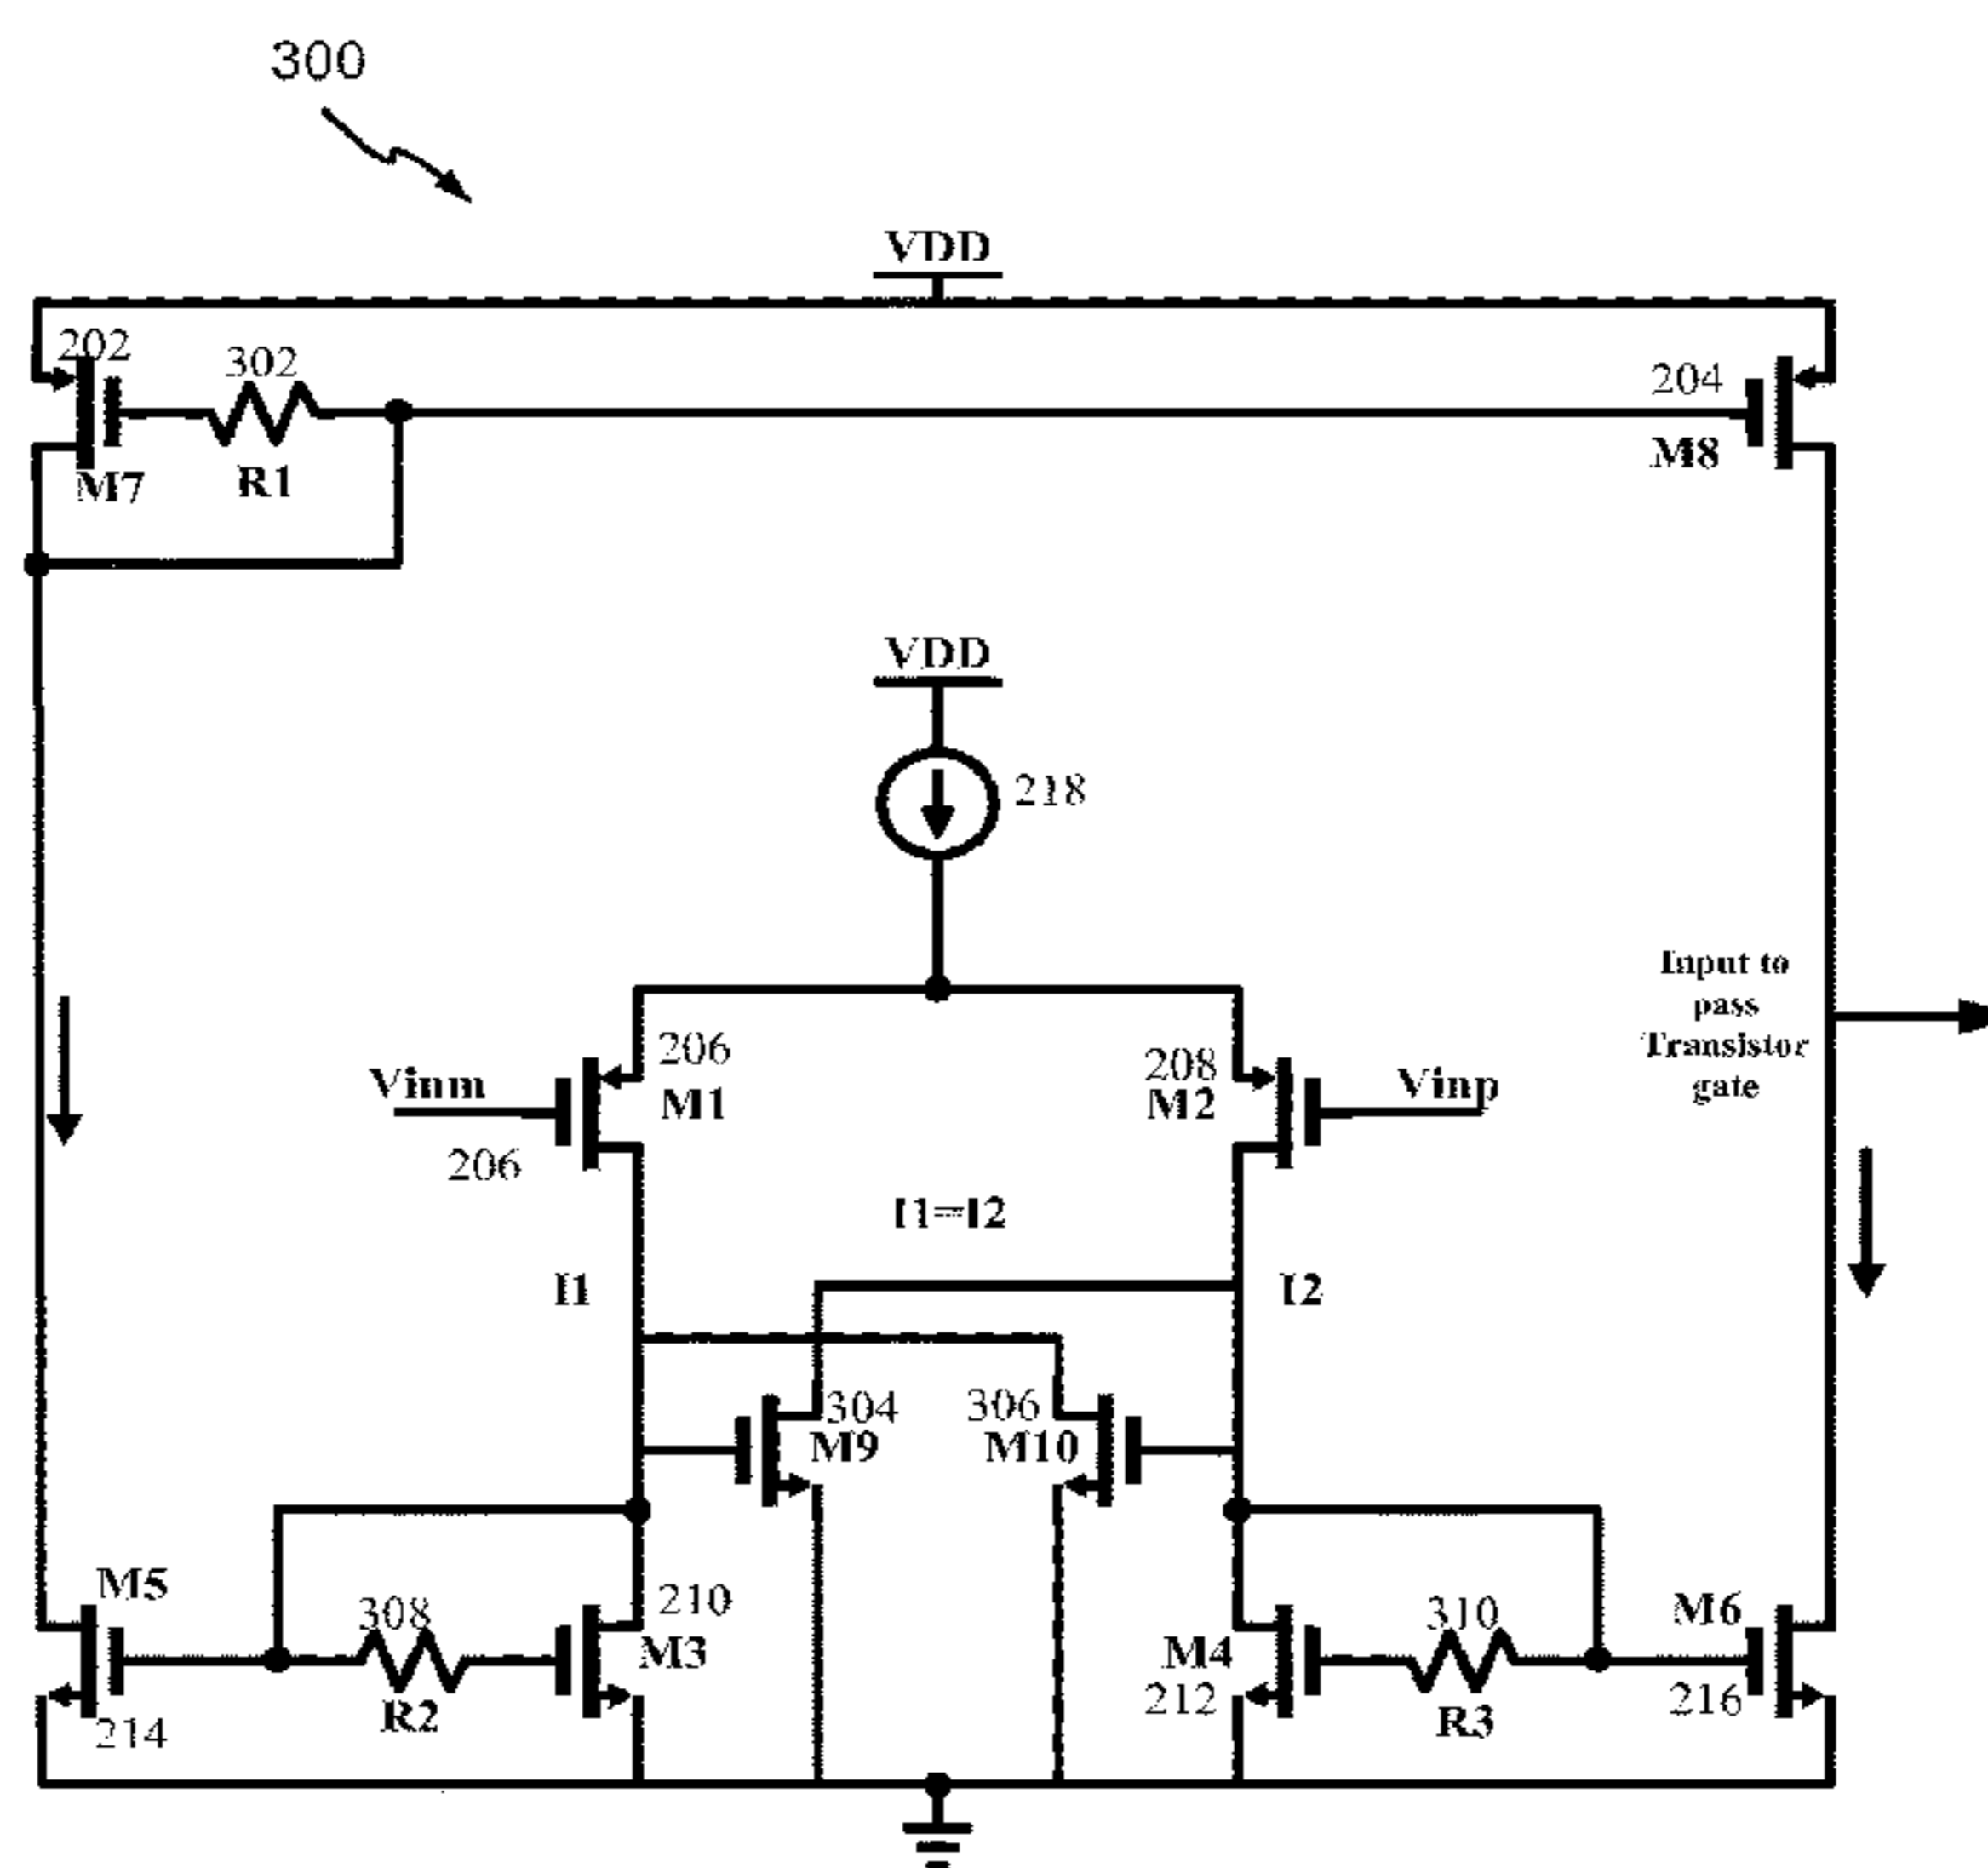 300
VDD
202
302
204
M7
R1
M8
VDD
218
Input to
pass
Transistor
gate
Vinm
206
M1
208
M2
Vinp
206
I1=I2
I1
I2
304
M9
306
M10
M5
308
210
M3
R2
214
M4
212
310
R3
M6
216